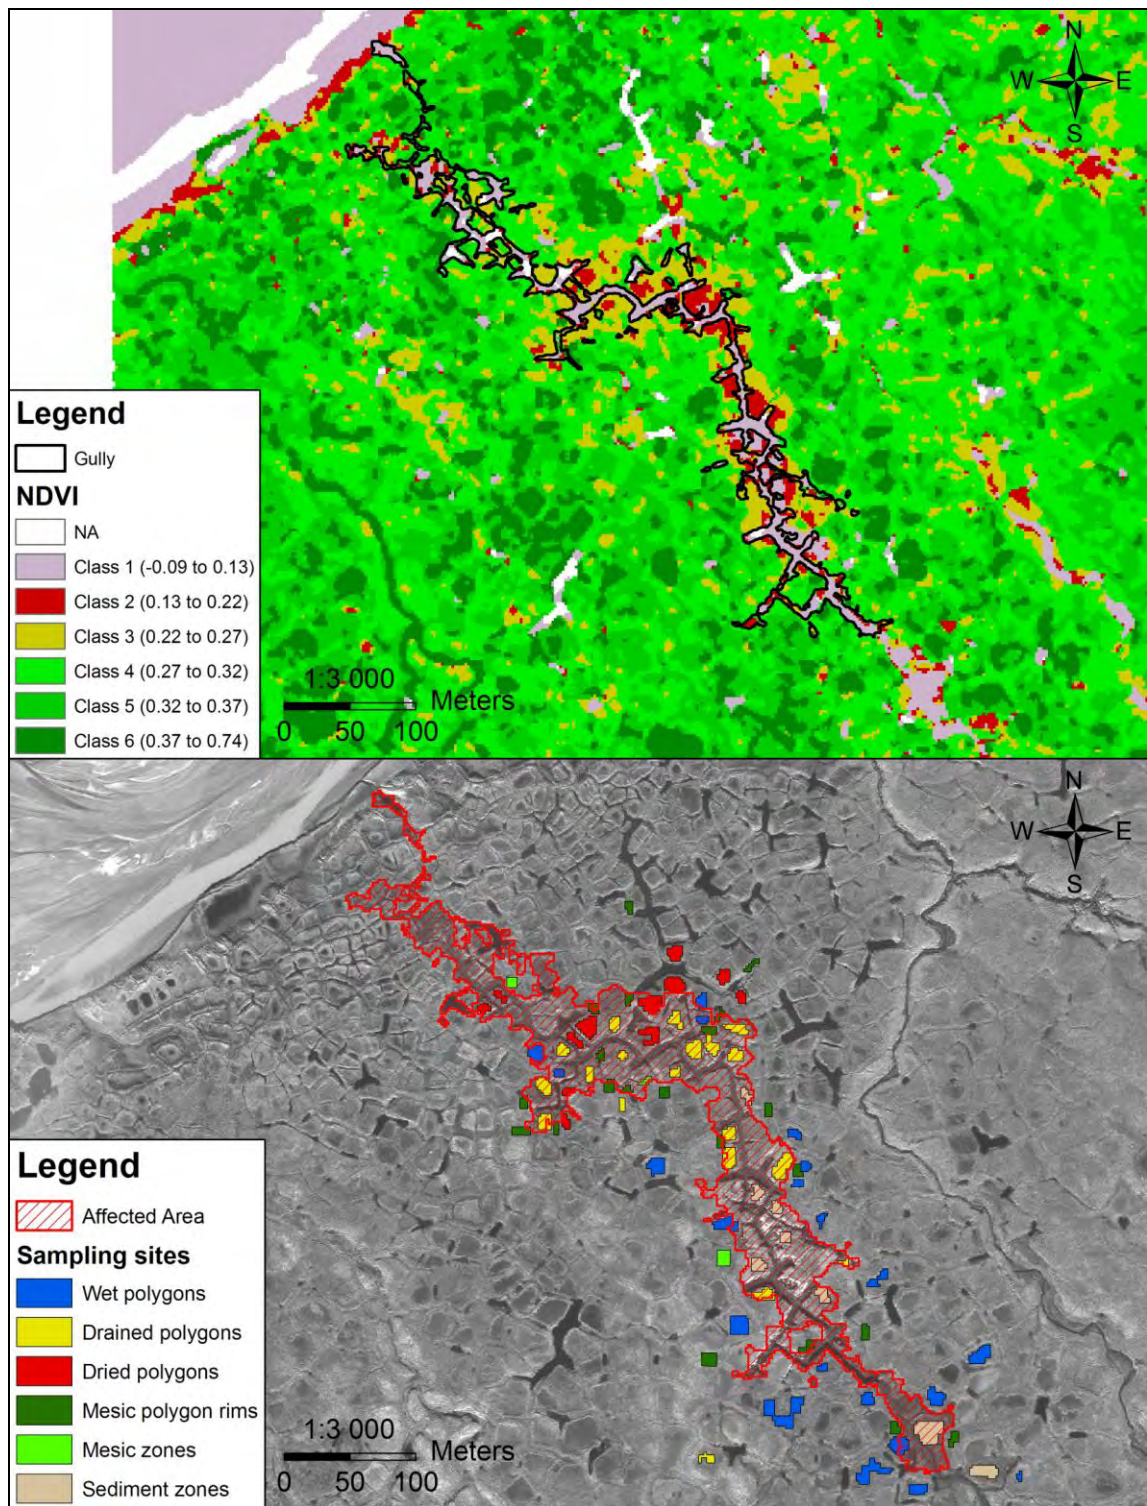 N
W E
S
Legend
Gully
NDVI
NA
Class 1 (-0.09 to 0.13)
Class 2 (0.13 to 0.22)
Class 3 (0.22 to 0.27)
Class 4 (0.27 to 0.32)
Class 5 (0.32 to 0.37)
Class 6 (0.37 to 0.74)
1:3 000
Meters
0 50 100
N
W E
S
Legend
Affected Area
Sampling sites
Wet polygons
Drained polygons
Dried polygons
Mesic polygon rims
Mesic zones
Sediment zones
1:3 000
Meters
0 50 100